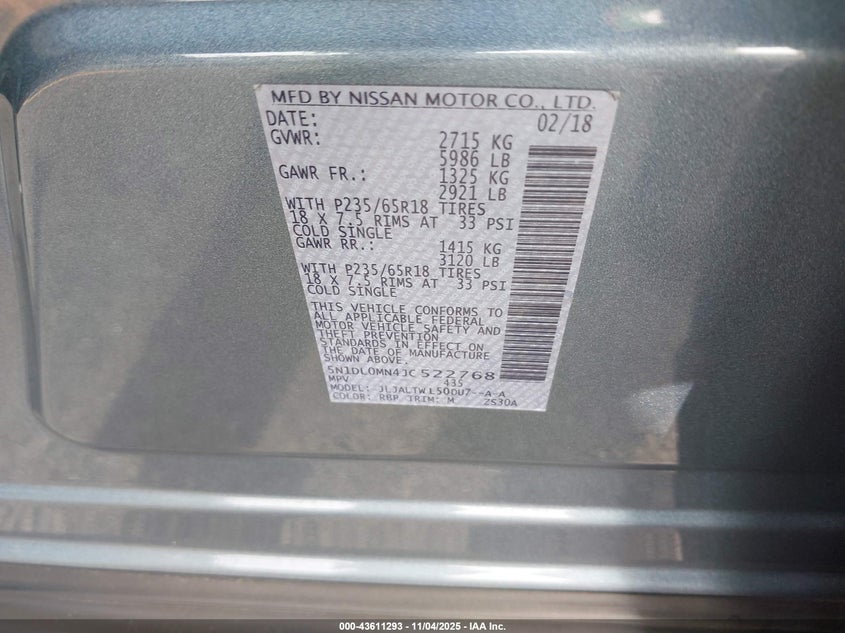 MFD BY NISSAN MOTOR CO., LTD.
DATE: 02/18
GVWR: 2715 KG
5986 LB
GAWR FR.: 1325 KG
2921 LB
WITH P235/65R18 TIRES
18 X 7.5 RIMS AT 33 PSI
COLD SINGLE
GAWR RR.: 1415 KG
3120 LB
WITH P235/65R18 TIRES
18 X 7.5 RIMS AT 33 PSI
COLD SINGLE
THIS VEHICLE CONFORMS TO
ALL APPLICABLE FEDERAL
MOTOR VEHICLE SAFETY AND
THEFT PREVENTION
STANDARDS IN EFFECT ON
THE DATE OF MANUFACTURE
SHOWN ABOVE.
5N1DL0MN4JC522768
MPV 435
MODEL: JLJALTWL50DU7--A-A
COLOR: RBP TRIM: M 2S30A
000-43611293 - 11/04/2025 - IAA Inc.